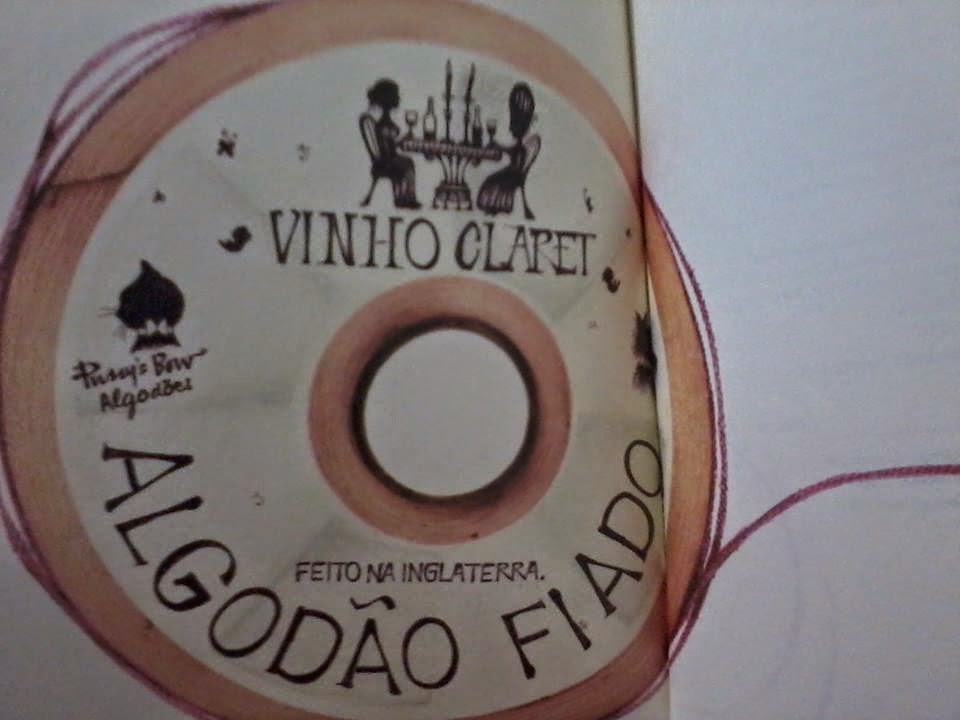 VINHO CLARET
Pussy's Bow
Algodões
FEITO NA INGLATERRA.
ALGODÃO FIADO